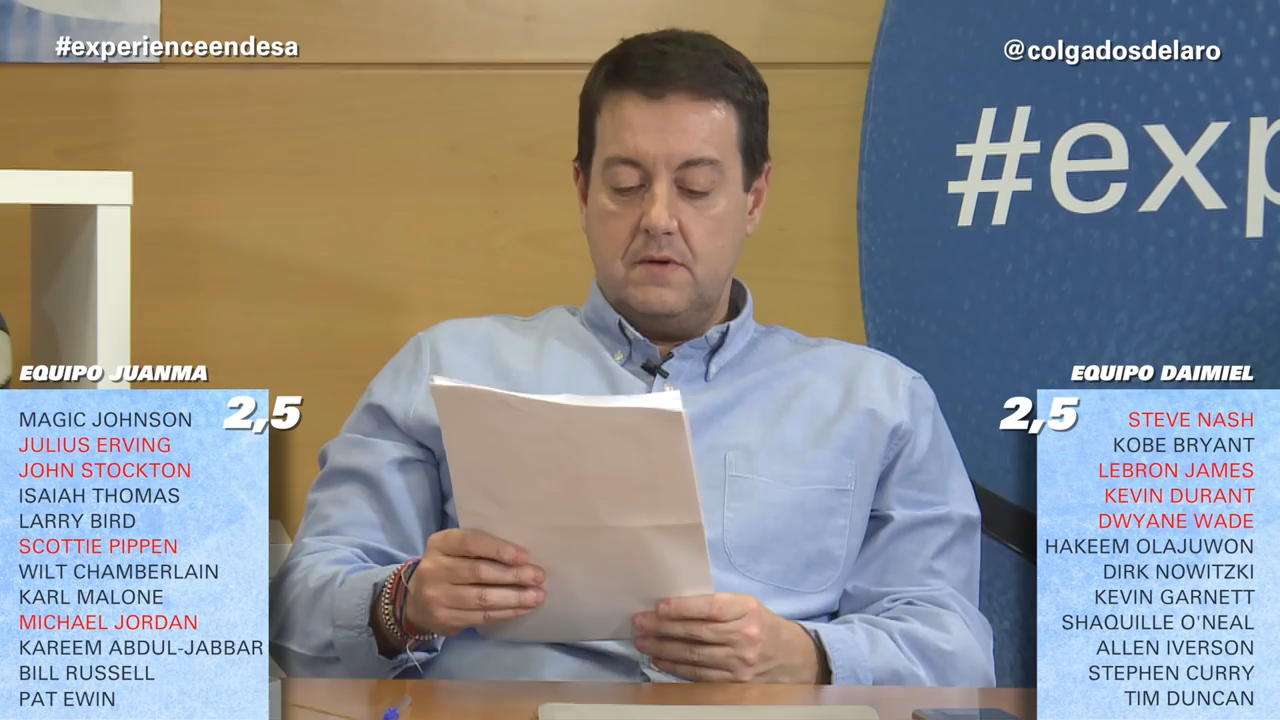 #experienceendesa
@colgadosdelaro
#exp
EQUIPO JUANMA
2,5
MAGIC JOHNSON
JULIUS ERVING
JOHN STOCKTON
ISAIAH THOMAS
LARRY BIRD
SCOTTIE PIPPEN
WILT CHAMBERLAIN
KARL MALONE
MICHAEL JORDAN
KAREEM ABDUL-JABBAR
BILL RUSSELL
PAT EWIN
EQUIPO DAIMIEL
2,5
STEVE NASH
KOBE BRYANT
LEBRON JAMES
KEVIN DURANT
DWYANE WADE
HAKEEM OLAJUWON
DIRK NOWITZKI
KEVIN GARNETT
SHAQUILLE O'NEAL
ALLEN IVERSON
STEPHEN CURRY
TIM DUNCAN